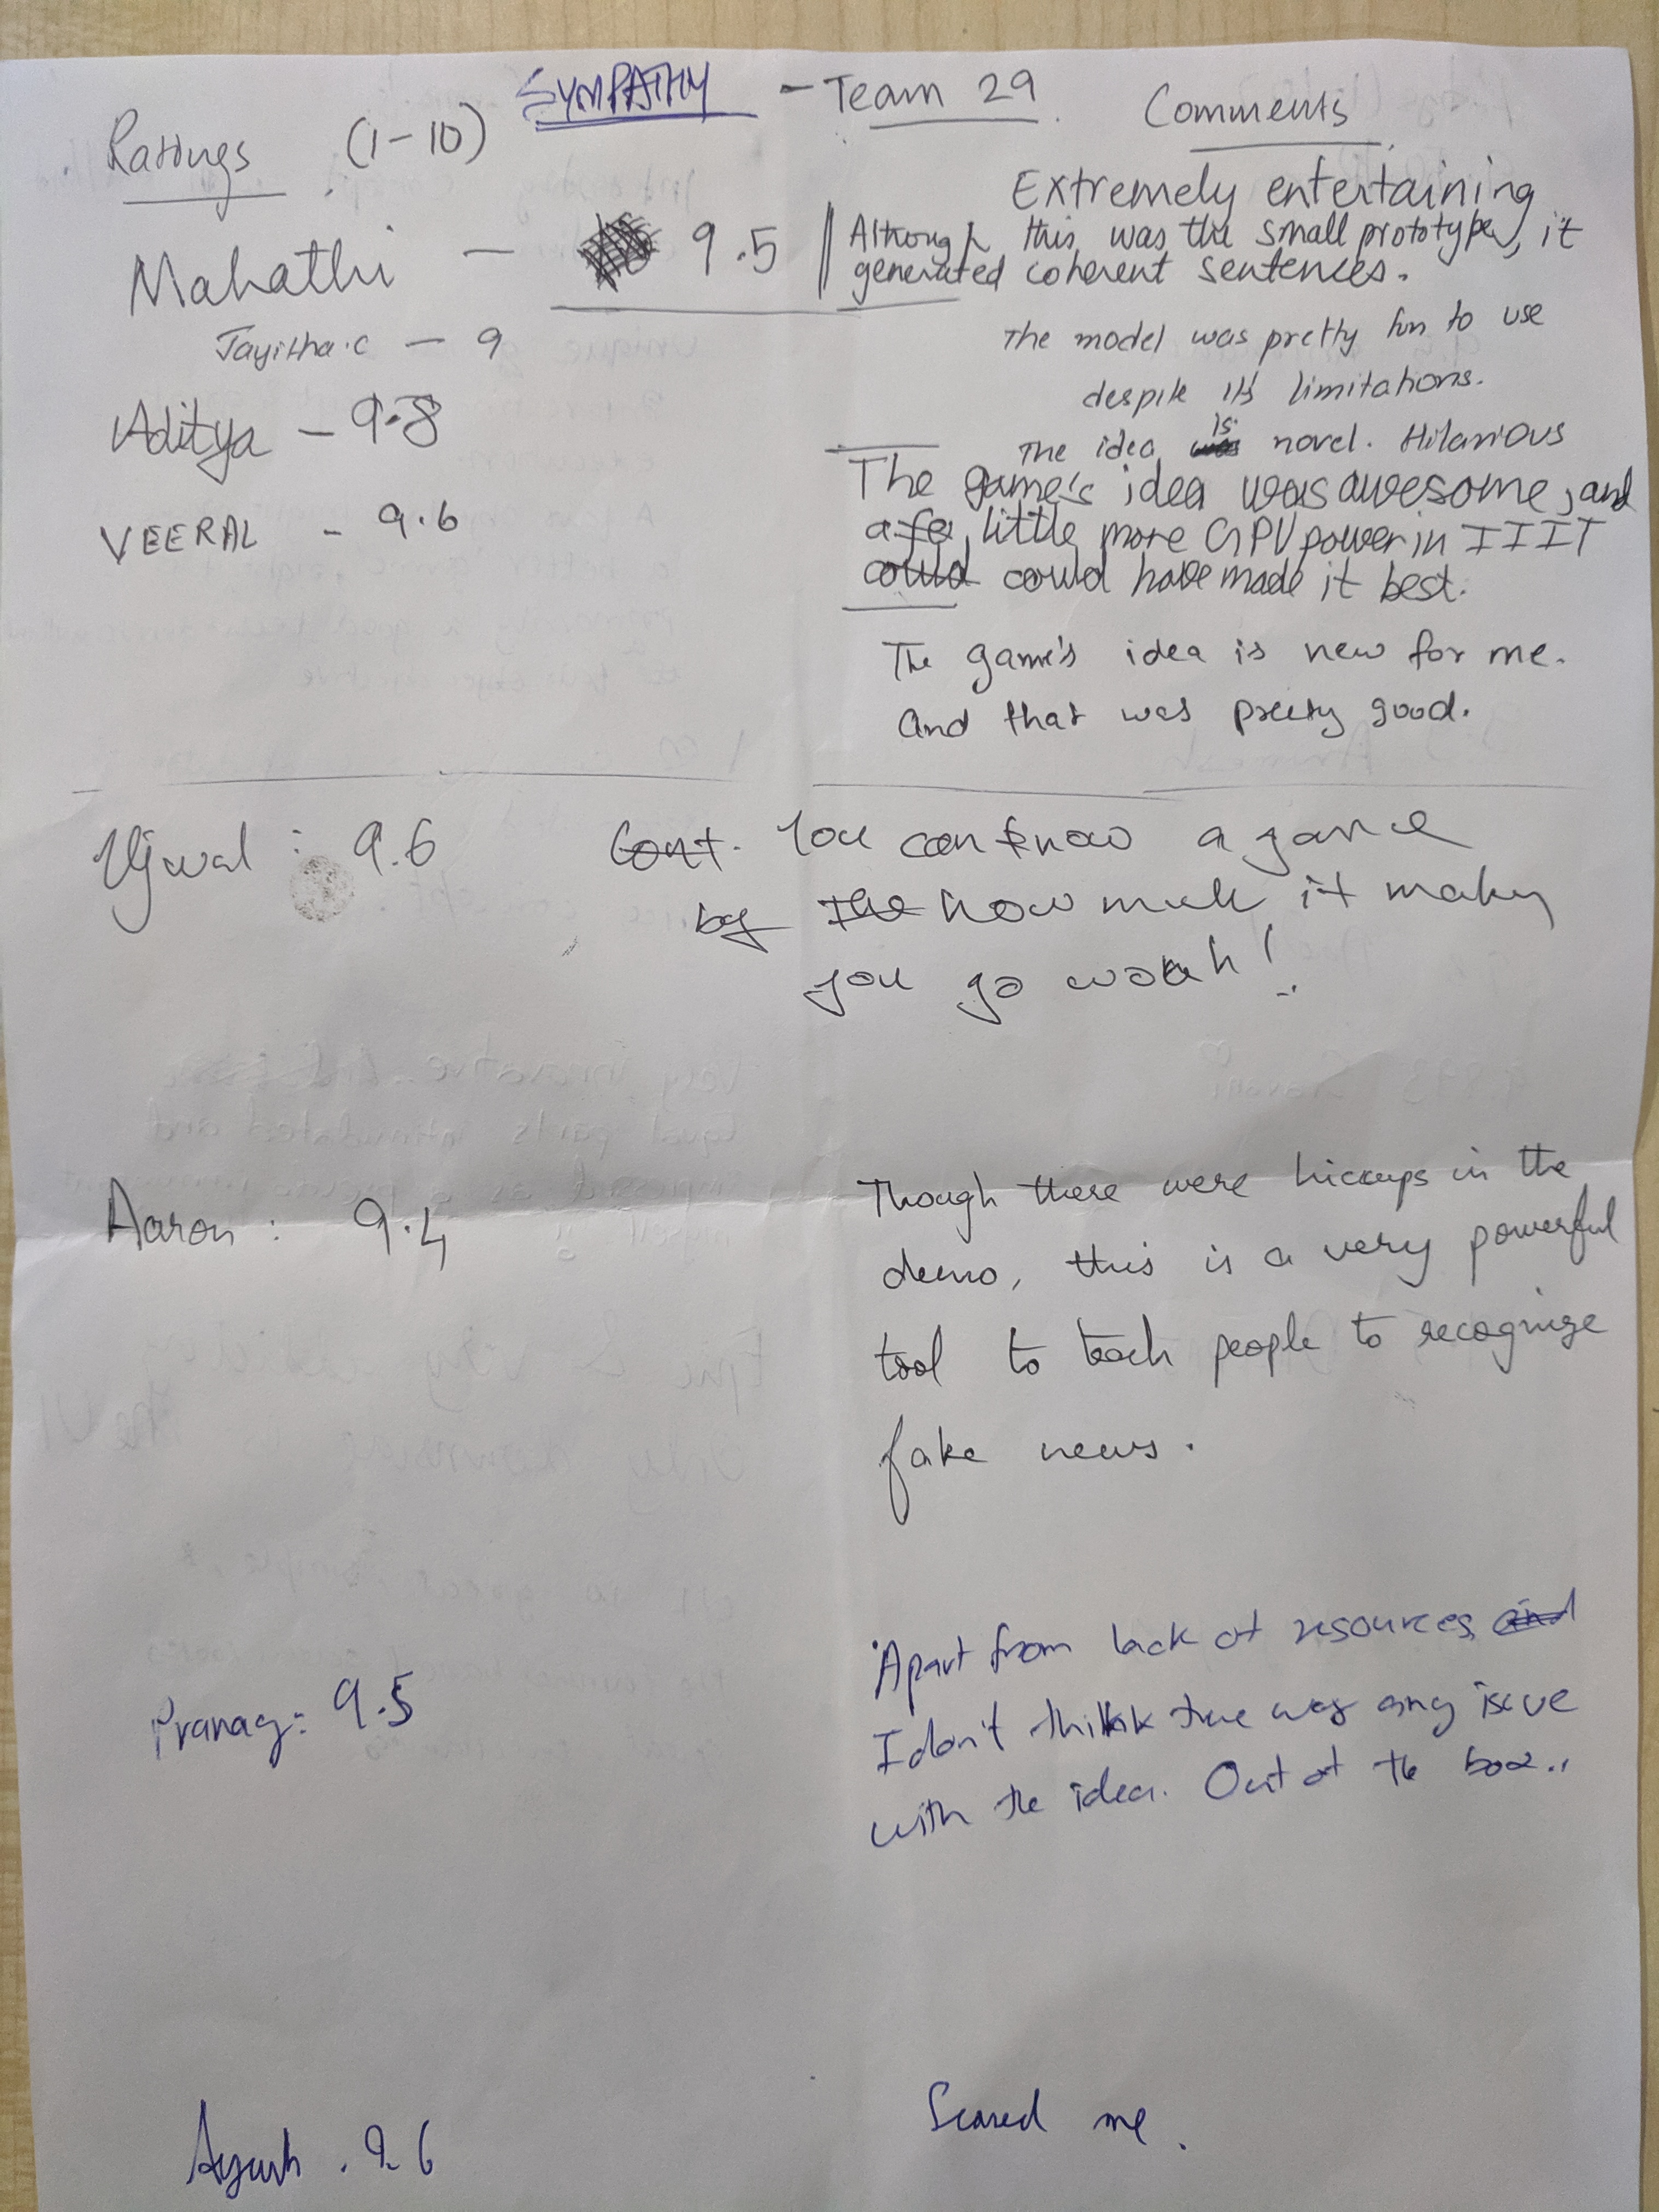 SYMPATHY - Team 29
Ratings (1-10)
Comments
Mahathi - 9.5
Extremely entertaining
Although this was the small prototype, it
generated coherent sentences.
Jayitha.C - 9
The model was pretty fun to use
despite its limitations.
The idea is novel. Hilarious
Aditya - 9.8
The game's idea was awesome, and
a little more GPU power in IIIT
could have made it best.
VEERAL - 9.6
The game's idea is new for me.
And that was pretty good.
Ujwal : 9.6
You can know a game
by how much it makes
you go woah!
Aaron : 9.4
Though there were hiccups in the
demo, this is a very powerful
tool to teach people to recognize
fake news.
Pranav: 9.5
Apart from lack of resources
I don't think there was any issue
with the idea. Out of the box..
Ayush . 9.6
Scared me.